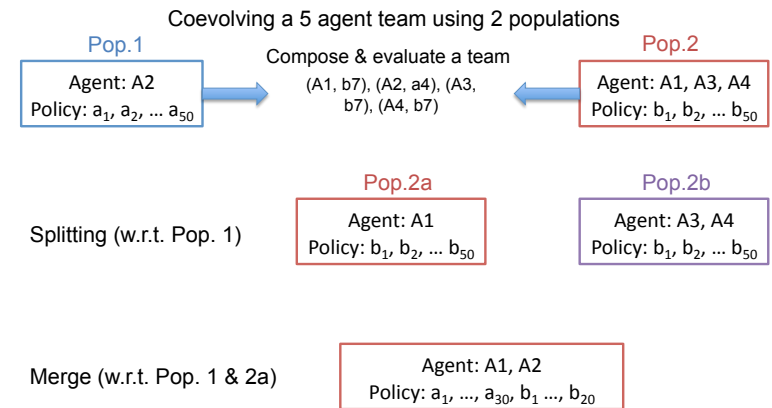 Coevolving a 5 agent team using 2 populations
Pop.1
Agent: A2
Policy: a₁, a₂, ... a₅₀
Compose & evaluate a team
(A1, b7), (A2, a4), (A3,
b7), (A4, b7)
Pop.2
Agent: A1, A3, A4
Policy: b₁, b₂, ... b₅₀
Splitting (w.r.t. Pop. 1)
Pop.2a
Agent: A1
Policy: b₁, b₂, ... b₅₀
Pop.2b
Agent: A3, A4
Policy: b₁, b₂, ... b₅₀
Merge (w.r.t. Pop. 1 & 2a)
Agent: A1, A2
Policy: a₁, ..., a₃₀, b₁ ..., b₂₀